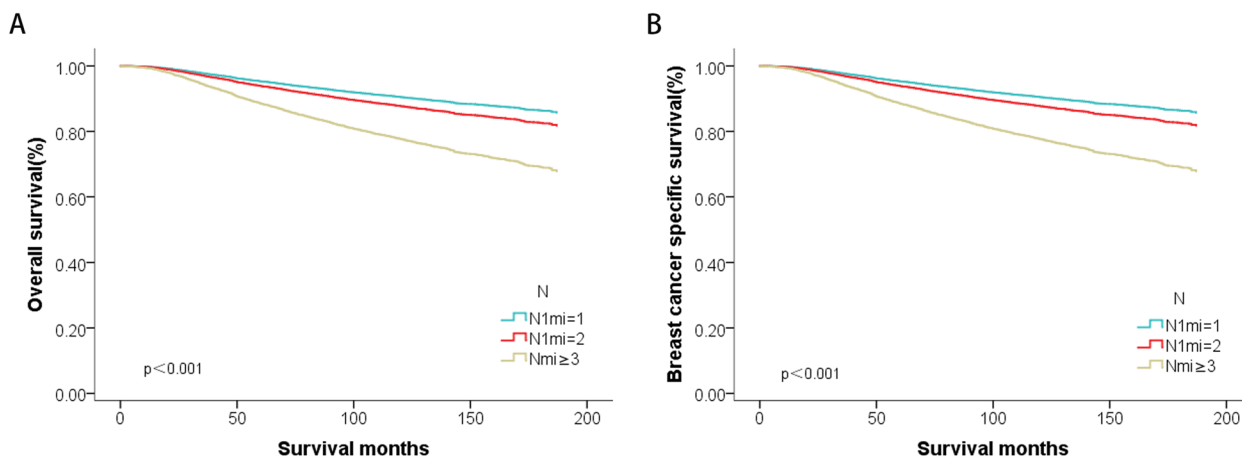 A
Overall survival(%)
1.00
0.80
0.60
0.40
0.20
0.00
N
N1mi=1
N1mi=2
Nmi≥3
p<0.001
0
50
100
150
200
Survival months
B
Breast cancer specific survival(%)
1.00
0.80
0.60
0.40
0.20
0.00
N
N1mi=1
N1mi=2
Nmi≥3
p<0.001
0
50
100
150
200
Survival months